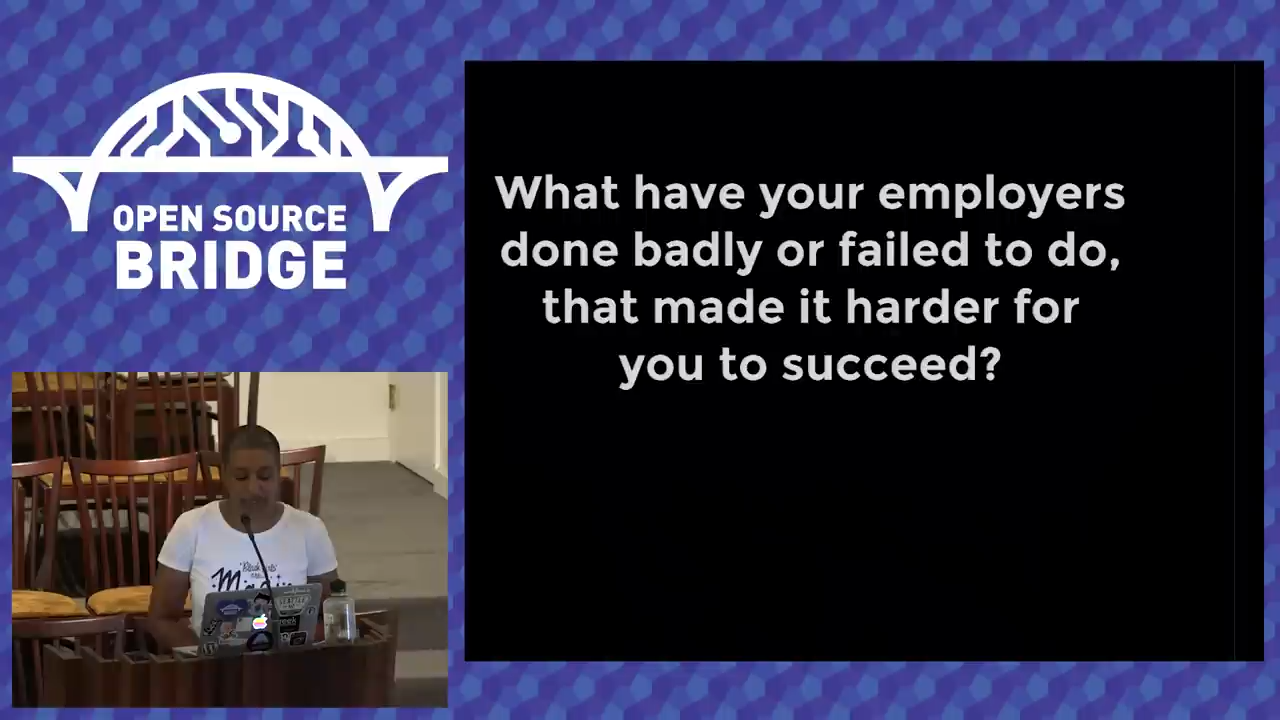 OPEN SOURCE
BRIDGE
What have your employers
done badly or failed to do,
that made it harder for
you to succeed?